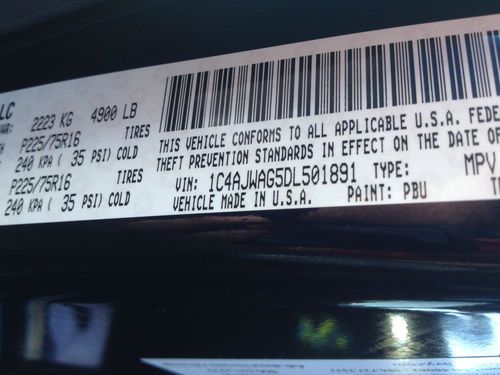 LC
2223 KG 4900 LB
P225/75R16 TIRES
240 KPA ( 35 PSI) COLD
P225/75R16 TIRES
240 KPA ( 35 PSI) COLD
THIS VEHICLE CONFORMS TO ALL APPLICABLE U.S.A. FEDE
THEFT PREVENTION STANDARDS IN EFFECT ON THE DATE O
VIN: 1C4AJWAG5DL501891 TYPE: MPV
VEHICLE MADE IN U.S.A. PAINT: PBU